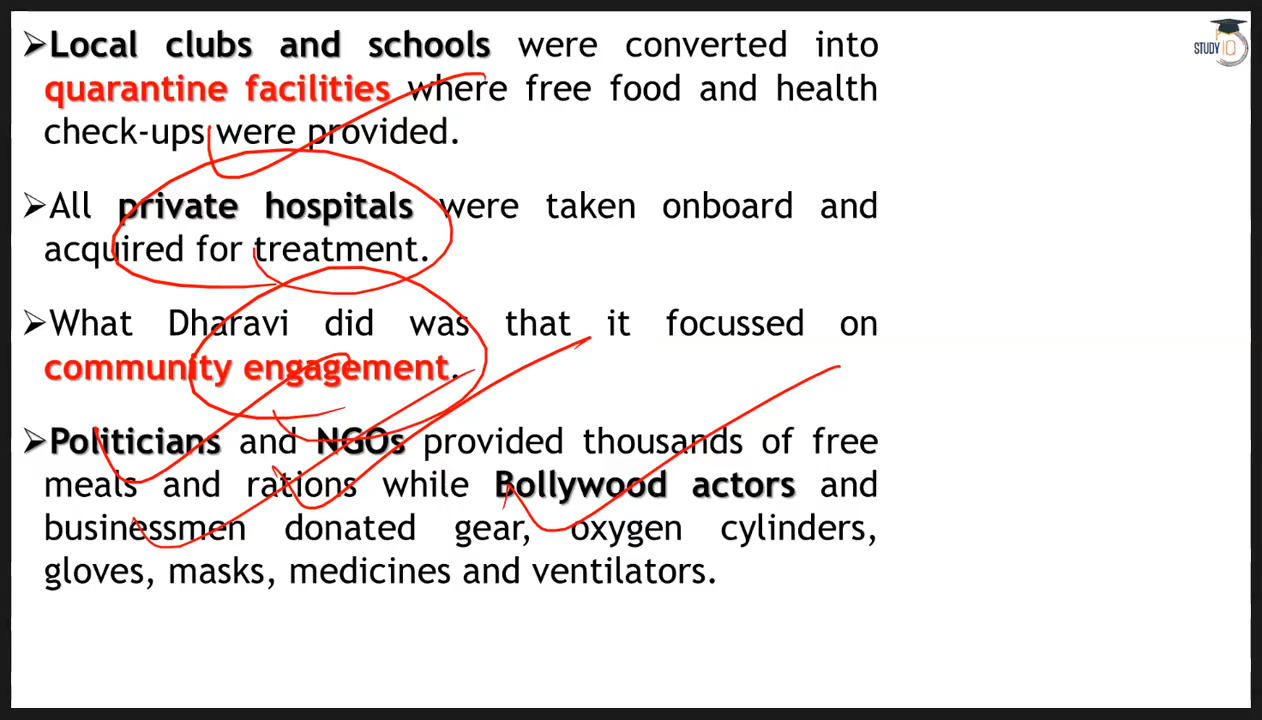 ➢Local clubs and schools were converted into
quarantine facilities where free food and health
check-ups were provided.
➢All private hospitals were taken onboard and
acquired for treatment.
➢What Dharavi did was that it focussed on
community engagement.
➢Politicians and NGOs provided thousands of free
meals and rations while Bollywood actors and
businessmen donated gear, oxygen cylinders,
gloves, masks, medicines and ventilators.
STUDY IQ